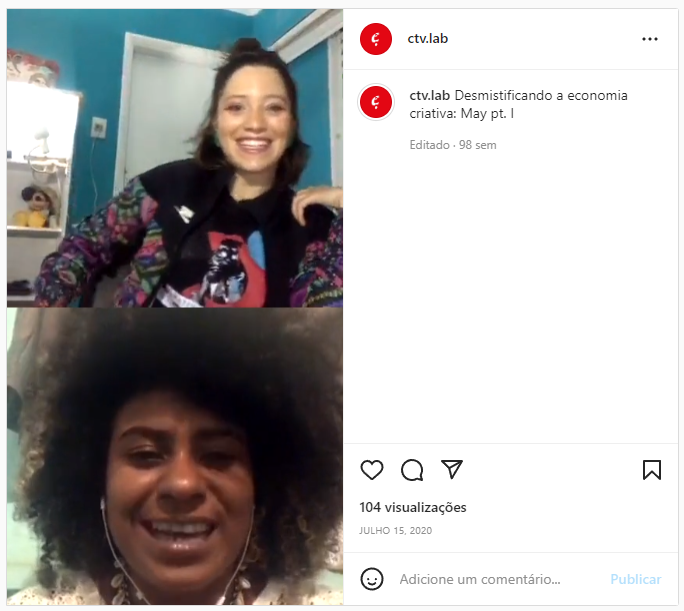 ctv.lab
ctv.lab Desmistificando a economia
criativa: May pt. I
Editado · 98 sem
104 visualizações
JULHO 15, 2020
Adicione um comentário... Publicar